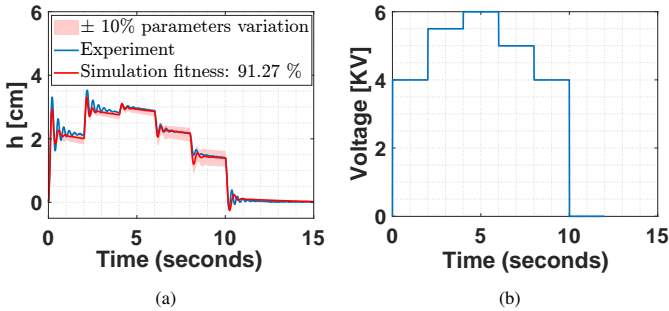 ± 10% parameters variation
Experiment
Simulation fitness: 91.27 %
h [cm]
6
4
2
0
0
5
10
15
Time (seconds)
(a)
Voltage [KV]
6
4
2
0
0
5
10
15
Time (seconds)
(b)